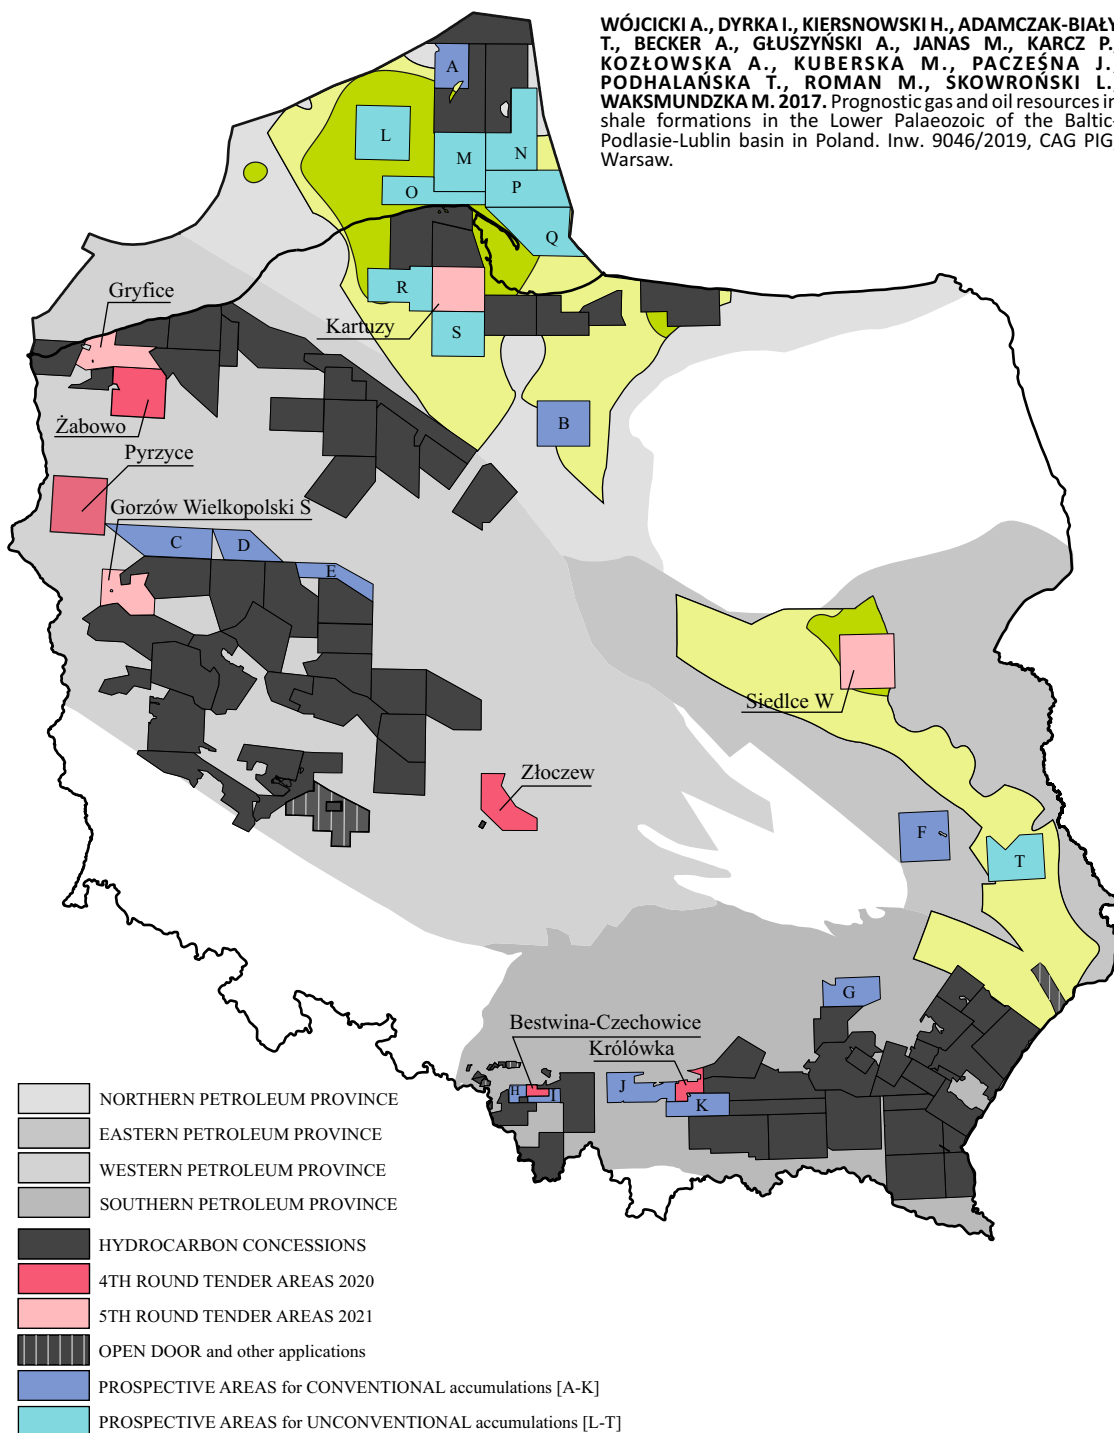 WÓJCICKI A., DYRKA I., KIERSNOWSKI H., ADAMCZAK-BIAŁY
T., BECKER A., GŁUSZYŃSKI A., JANAS M., KARCZ P.,
KOZŁOWSKA A., KUBERSKA M., PACZEŚNA J.,
PODHALAŃSKA T., ROMAN M., SKOWROŃSKI L.,
WAKSMUNDZKA M. 2017. Prognostic gas and oil resources in
shale formations in the Lower Palaeozoic of the Baltic-
Podlasie-Lublin basin in Poland. Inw. 9046/2019, CAG PIG,
Warsaw.
A
L
M
N
O
P
Q
Gryfice
R
Kartuzy
S
Żabowo
B
Pyrzyce
Gorzów Wielkopolski S
C
D
E
Siedlce W
Złoczew
F
T
G
Bestwina-Czechowice
Królówka
H
I
J
K
NORTHERN PETROLEUM PROVINCE
EASTERN PETROLEUM PROVINCE
WESTERN PETROLEUM PROVINCE
SOUTHERN PETROLEUM PROVINCE
HYDROCARBON CONCESSIONS
4TH ROUND TENDER AREAS 2020
5TH ROUND TENDER AREAS 2021
OPEN DOOR and other applications
PROSPECTIVE AREAS for CONVENTIONAL accumulations [A-K]
PROSPECTIVE AREAS for UNCONVENTIONAL accumulations [L-T]